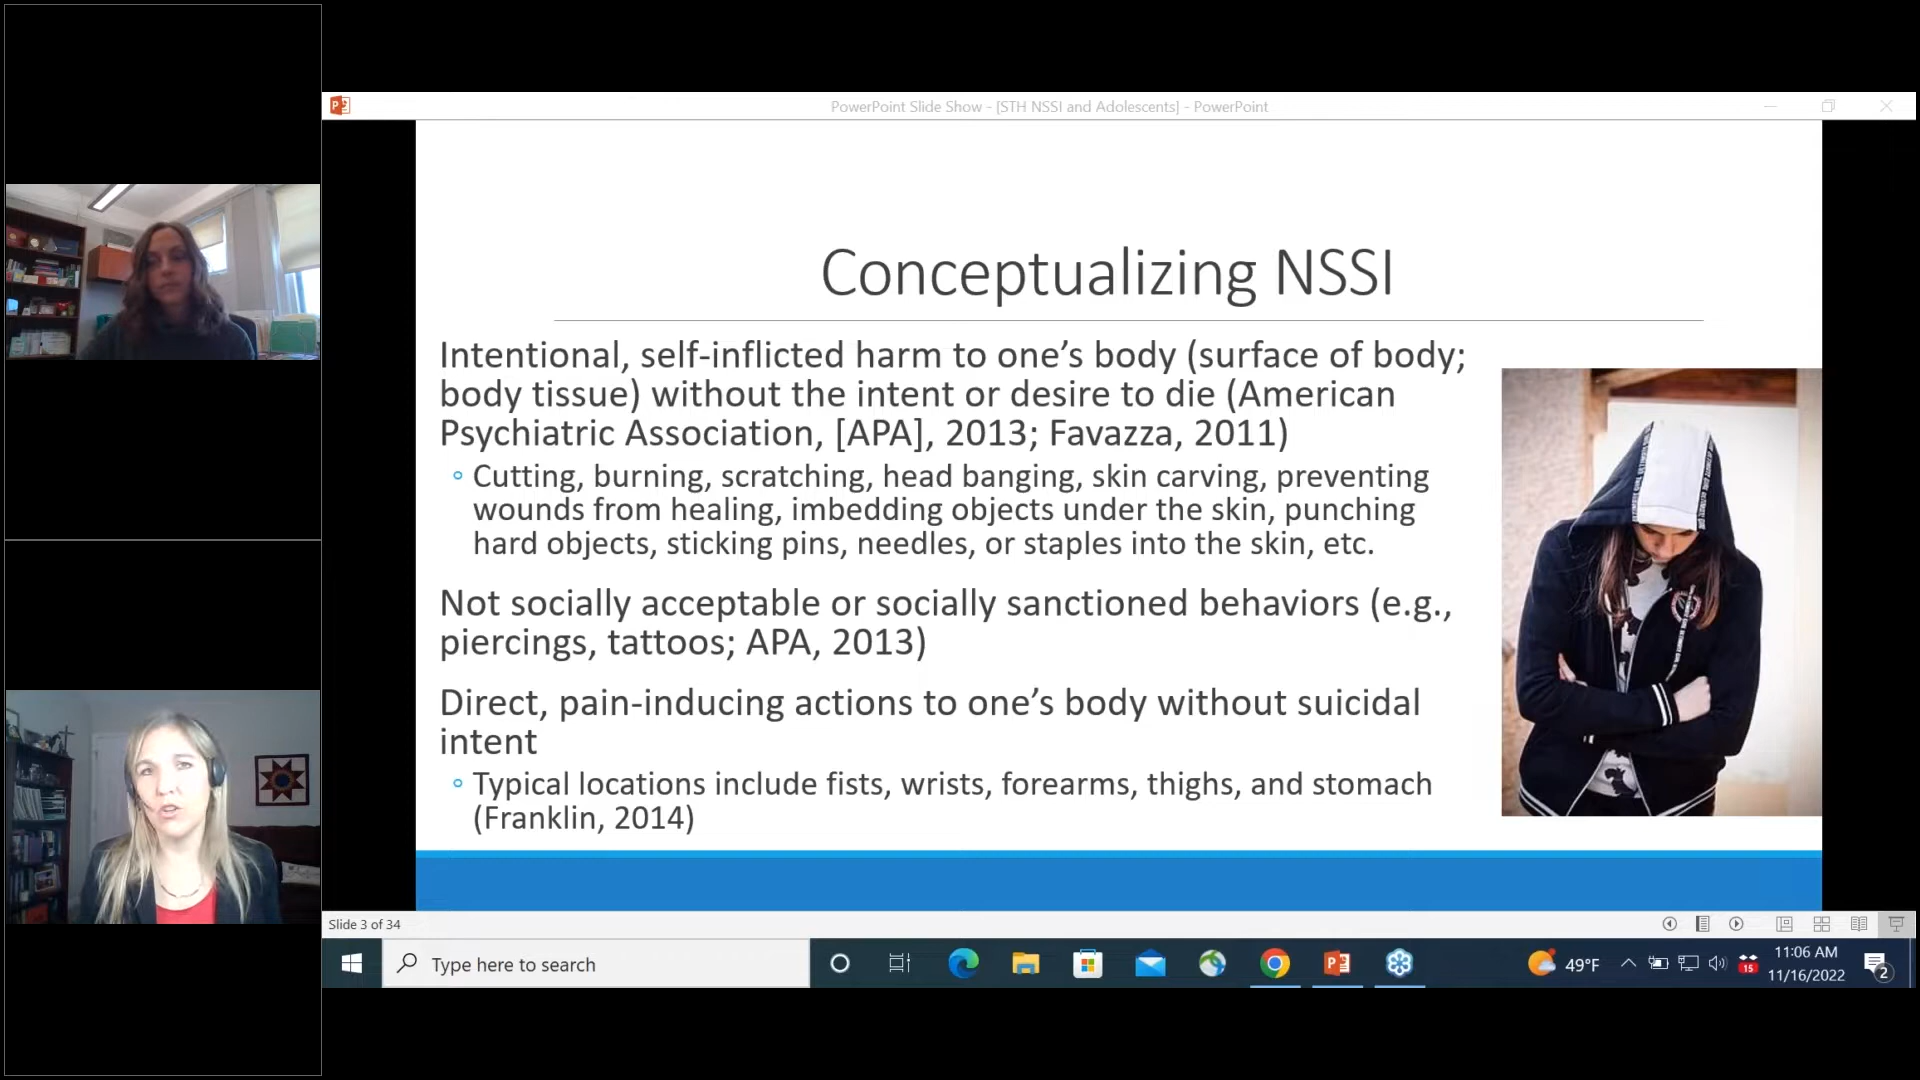 PowerPoint Slide Show - [STH NSSI and Adolescents] - PowerPoint
Conceptualizing NSSI
Intentional, self-inflicted harm to one’s body (surface of body;
body tissue) without the intent or desire to die (American
Psychiatric Association, [APA], 2013; Favazza, 2011)
Cutting, burning, scratching, head banging, skin carving, preventing
wounds from healing, imbedding objects under the skin, punching
hard objects, sticking pins, needles, or staples into the skin, etc.
Not socially acceptable or socially sanctioned behaviors (e.g.,
piercings, tattoos; APA, 2013)
Direct, pain-inducing actions to one’s body without suicidal
intent
Typical locations include fists, wrists, forearms, thighs, and stomach
(Franklin, 2014)
Slide 3 of 34
Type here to search
49°F
15
11:06 AM
11/16/2022
2